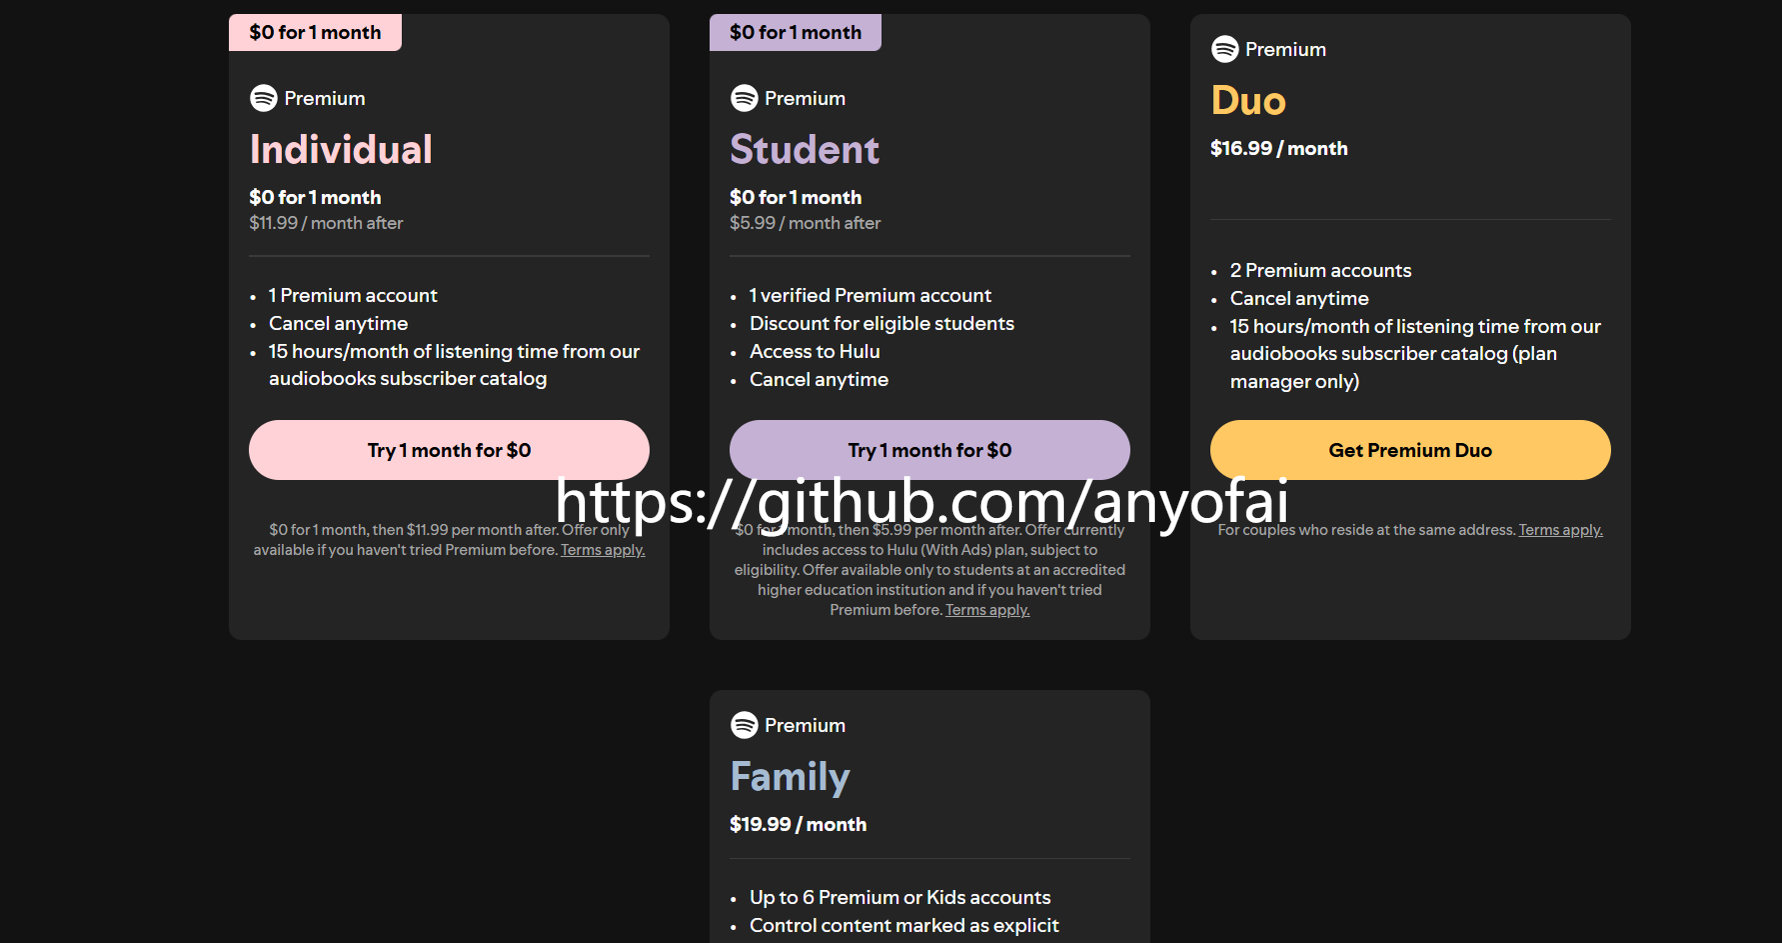 $0 for 1 month
Premium
Individual
$0 for 1 month
$11.99 / month after
• 1 Premium account
• Cancel anytime
• 15 hours/month of listening time from our
audiobooks subscriber catalog
Try 1 month for $0
$0 for 1 month, then $11.99 per month after. Offer only
available if you haven't tried Premium before. Terms apply.
$0 for 1 month
Premium
Student
$0 for 1 month
$5.99 / month after
• 1 verified Premium account
• Discount for eligible students
• Access to Hulu
• Cancel anytime
Try 1 month for $0
https://github.com/anyofai
$0 for 1 month, then $5.99 per month after. Offer currently
includes access to Hulu (With Ads) plan, subject to
eligibility. Offer available only to students at an accredited
higher education institution and if you haven't tried
Premium before. Terms apply.
Premium
Duo
$16.99 / month
• 2 Premium accounts
• Cancel anytime
• 15 hours/month of listening time from our
audiobooks subscriber catalog (plan
manager only)
Get Premium Duo
For couples who reside at the same address. Terms apply.
Premium
Family
$19.99 / month
• Up to 6 Premium or Kids accounts
• Control content marked as explicit